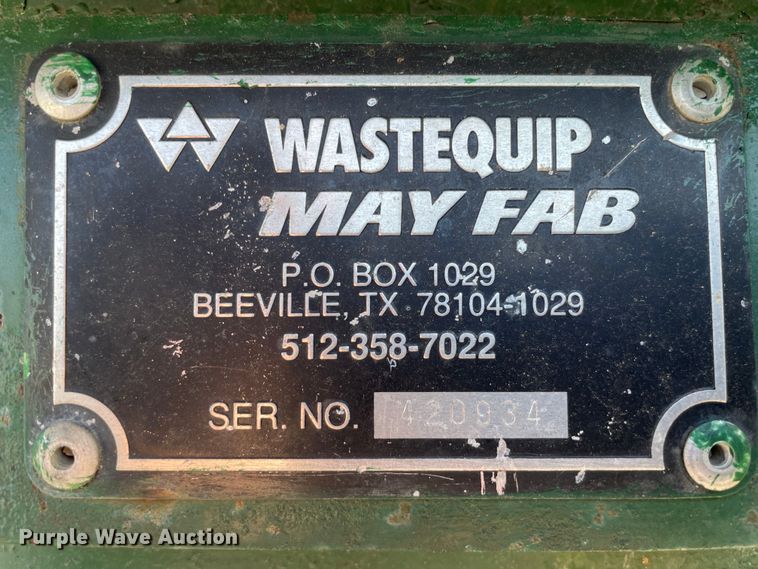 WASTEQUIP
MAY FAB
P.O. BOX 1029
BEEVILLE, TX 78104-1029
512-358-7022
SER. NO. 420934
Purple Wave Auction